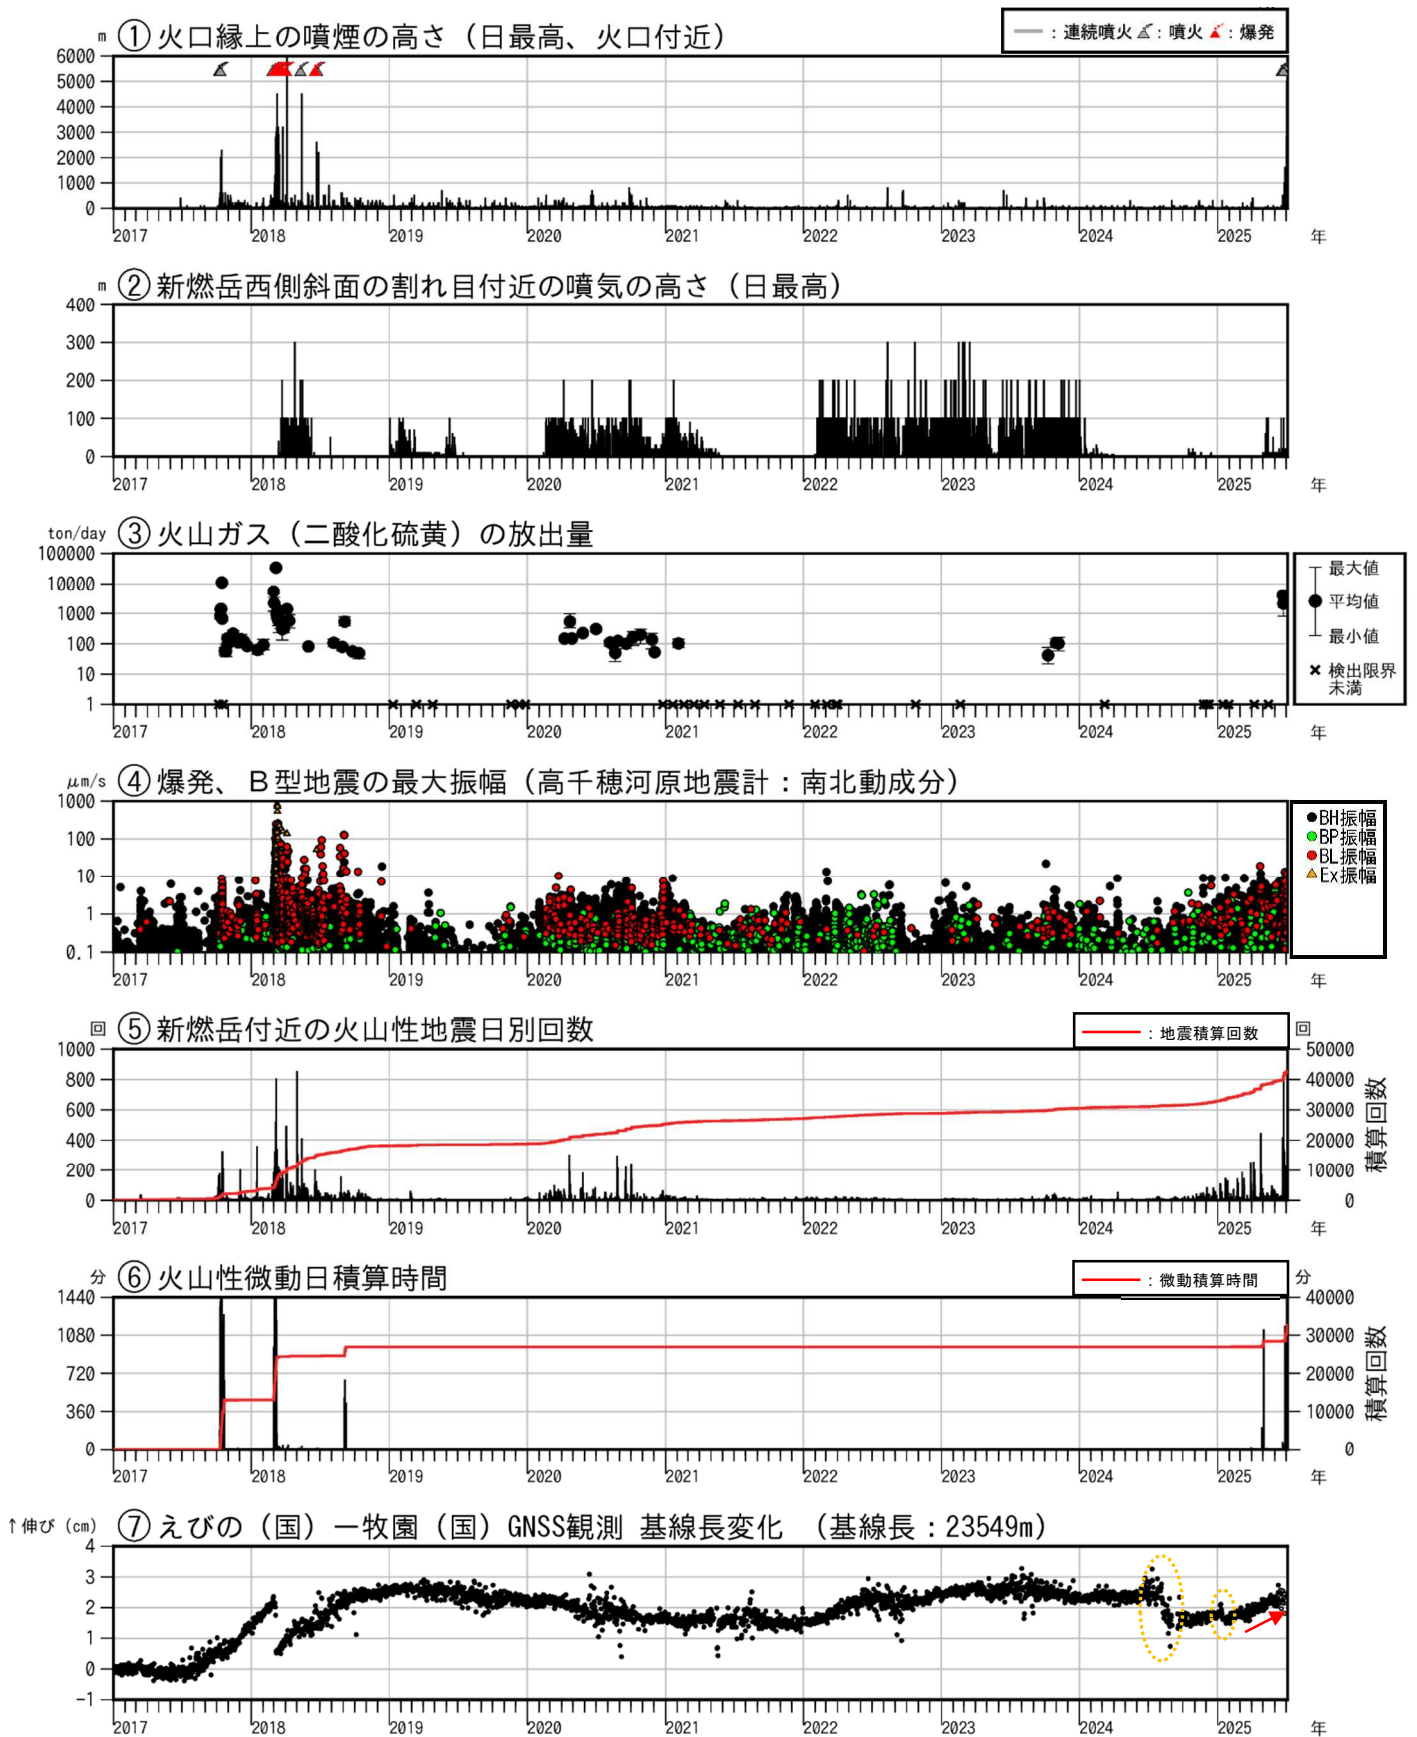 m ①火口縁上の噴煙の高さ（日最高、火口付近）
：連続噴火 ：噴火 ：爆発
6000
5000
4000
3000
2000
1000
0
2017 2018 2019 2020 2021 2022 2023 2024 2025 年
m ②新燃岳西側斜面の割れ目付近の噴気の高さ（日最高）
400
300
200
100
0
2017 2018 2019 2020 2021 2022 2023 2024 2025 年
ton/day ③火山ガス（二酸化硫黄）の放出量
100000
10000
1000
100
10
1
最大値
平均値
最小値
検出限界
未満
2017 2018 2019 2020 2021 2022 2023 2024 2025 年
μm/s ④爆発、Ｂ型地震の最大振幅（高千穂河原地震計：南北動成分）
1000
100
10
1
0.1
BH振幅
BP振幅
BL振幅
Ex振幅
2017 2018 2019 2020 2021 2022 2023 2024 2025 年
回 ⑤新燃岳付近の火山性地震日別回数
：地震積算回数 回
1000 50000
800 40000
600 30000
400 20000
200 10000
0 0
積算回数
2017 2018 2019 2020 2021 2022 2023 2024 2025 年
分 ⑥火山性微動日積算時間
：微動積算時間 分
1440 40000
1080 30000
720 20000
360 10000
0 0
積算回数
2017 2018 2019 2020 2021 2022 2023 2024 2025 年
↑伸び（cm） ⑦えびの（国）－牧園（国）GNSS観測 基線長変化 （基線長：23549m）
4
3
2
1
0
-1
2017 2018 2019 2020 2021 2022 2023 2024 2025 年